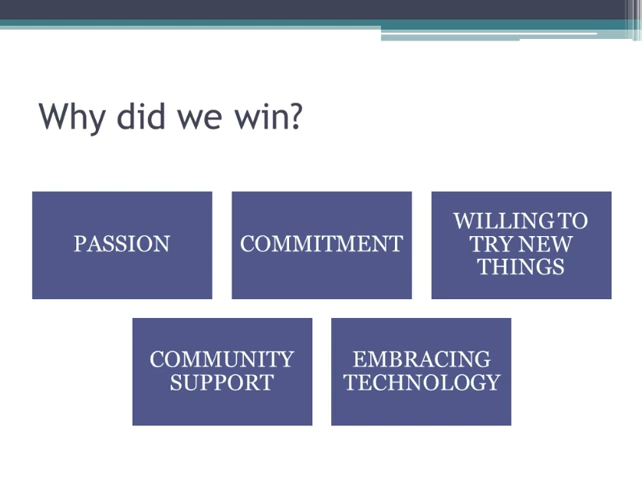 Why did we win?
PASSION
COMMITMENT
WILLING TO
TRY NEW
THINGS
COMMUNITY
SUPPORT
EMBRACING
TECHNOLOGY